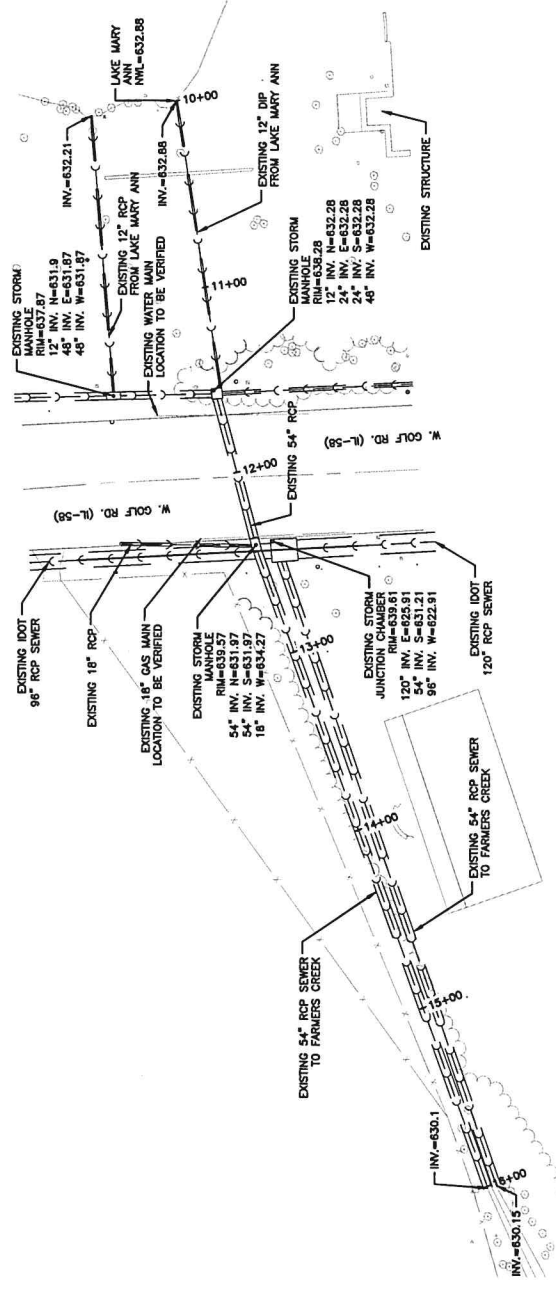 LAKE MARY
ANN
NWL=632.88
INV.=632.21
10+00
INV.=632.88
EXISTING STORM
MANHOLE
RIM=637.87
12" INV. N=631.9
48" INV. E=631.87
48" INV. W=631.87
EXISTING 12" RCP
FROM LAKE MARY ANN
EXISTING WATER MAIN
LOCATION TO BE VERIFIED
11+00
EXISTING 12" DIP
FROM LAKE MARY ANN
EXISTING STORM
MANHOLE
RIM=638.28
12" INV. N=632.28
24" INV. E=632.28
24" INV. S=632.28
48" INV. W=632.28
EXISTING STRUCTURE
W. GOLF RD. (IL-58)
W. GOLF RD. (IL-58)
12+00
EXISTING 54" RCP
EXISTING IDOT
96" RCP SEWER
EXISTING 18" RCP
EXISTING 18" GAS MAIN
LOCATION TO BE VERIFIED
EXISTING STORM
MANHOLE
RIM=639.57
54" INV. N=631.97
54" INV. S=631.97
18" INV. W=634.27
EXISTING STORM
JUNCTION CHAMBER
RIM=639.61
120" INV. E=625.91
54" INV. S=631.21
96" INV. W=622.91
EXISTING IDOT
120" RCP SEWER
13+00
14+00
EXISTING 54" RCP SEWER
TO FARMERS CREEK
EXISTING 54" RCP SEWER
TO FARMERS CREEK
15+00
INV.=630.1
16+00
INV.=630.15